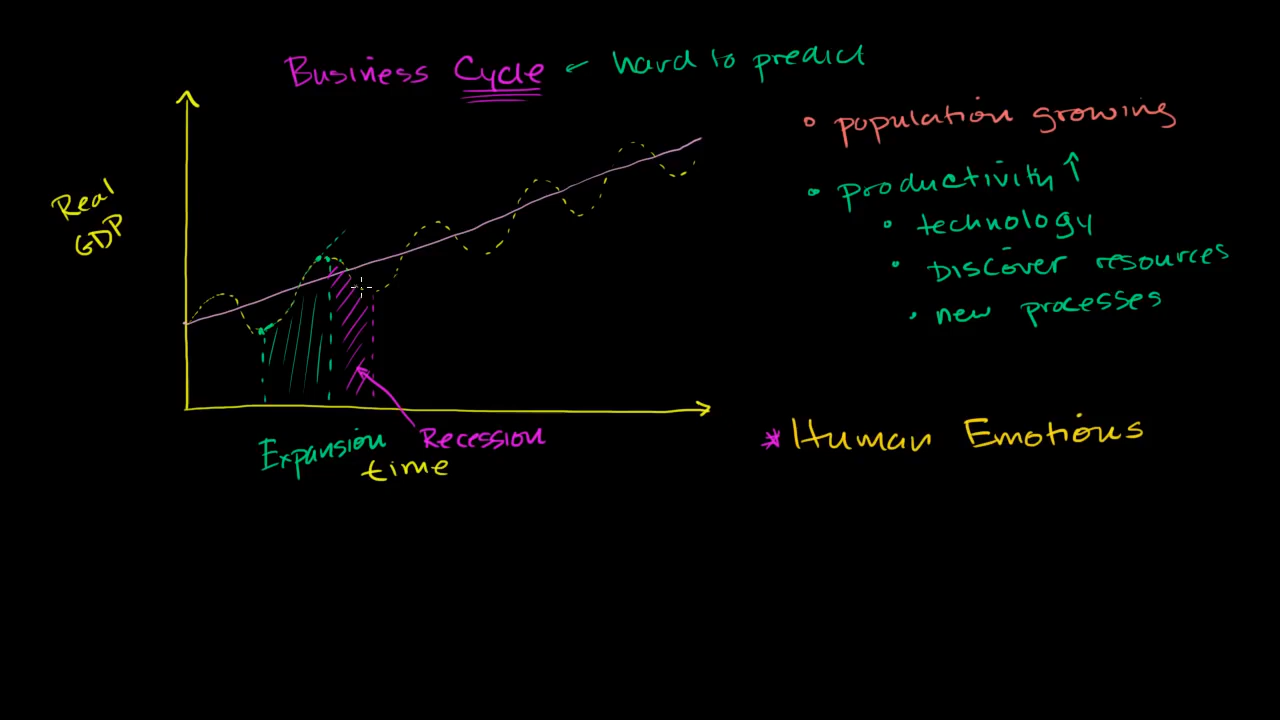 Business Cycle ← hard to predict
• population growing
• Productivity ↑
• technology
• Discover resources
• new processes
Real
GDP
Expansion
Recession
time
* Human Emotions